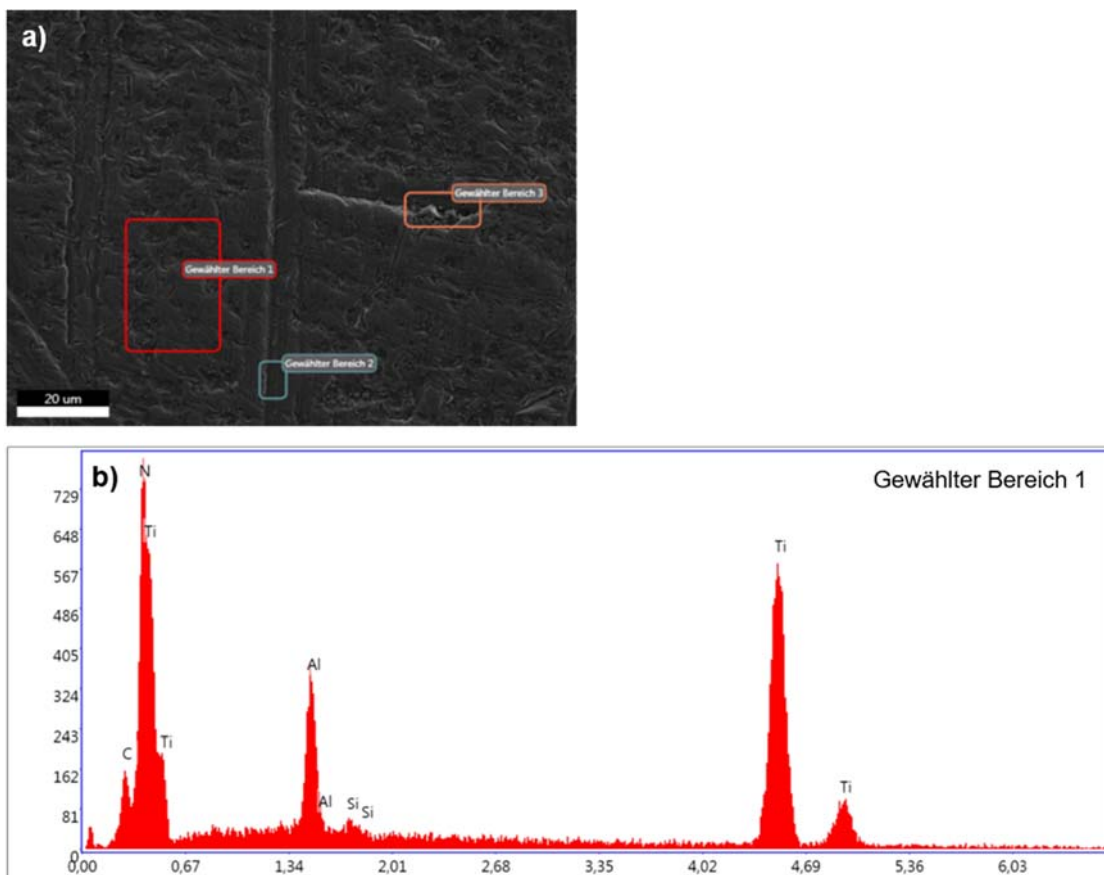 a)
Gewählter Bereich 3
Gewählter Bereich 1
Gewählter Bereich 2
20 um
b)
Gewählter Bereich 1
N
Ti
C
Ti
Al
Al
Si
Si
Ti
Ti
729
648
567
486
405
324
243
162
81
0
0,00 0,67 1,34 2,01 2,68 3,35 4,02 4,69 5,36 6,03